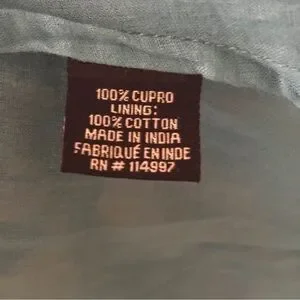 100% CUPRO
LINING:
100% COTTON
MADE IN INDIA
FABRIQUÉ EN INDE
RN # 114997